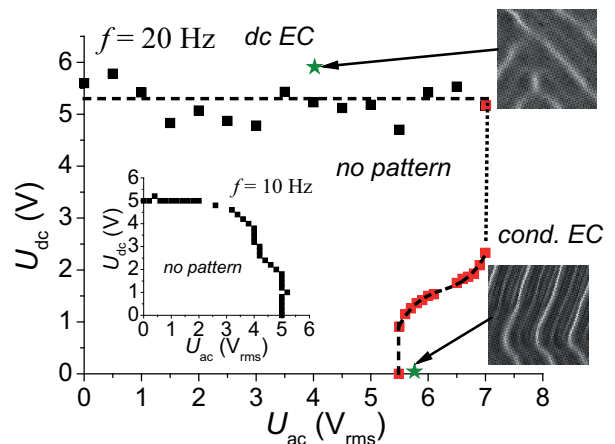 f = 20 Hz
dc EC
no pattern
cond. EC
U_dc (V)
6
5
4
3
2
1
0
0 1 2 3 4 5 6 7 8
U_ac (V_rms)
f = 10 Hz
no pattern
U_dc (V)
6
5
4
3
2
1
0
0 1 2 3 4 5 6
U_ac (V_rms)